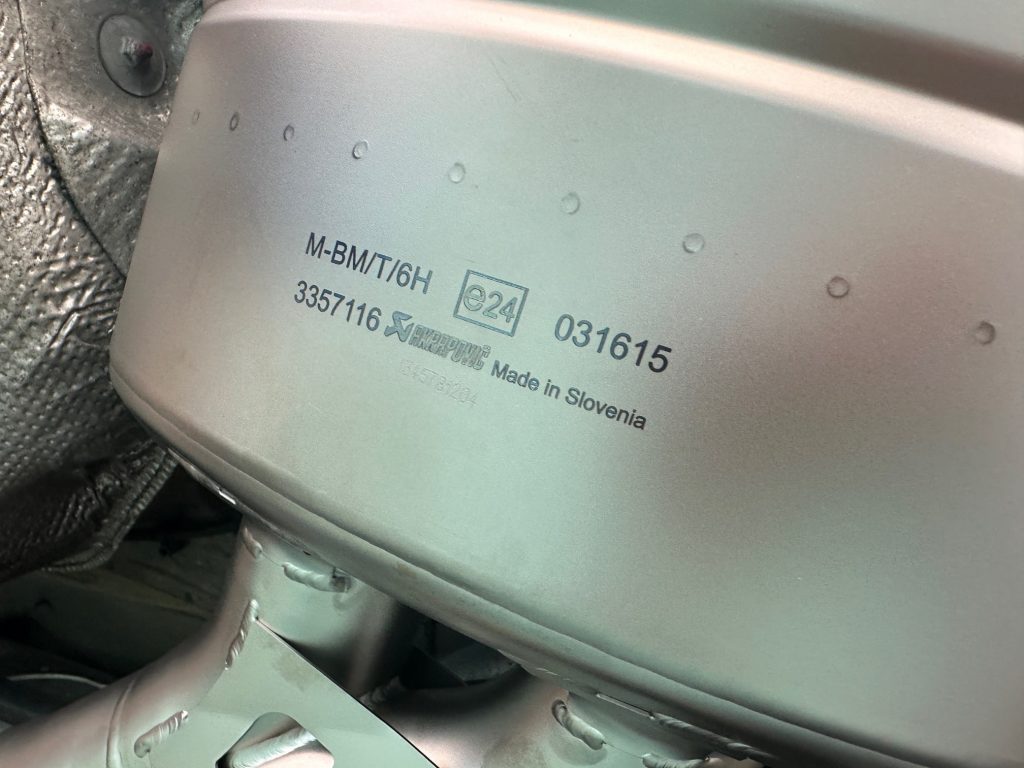 M-BM/T/6H e24 031615
3357116 AKRAPOVIČ Made in Slovenia